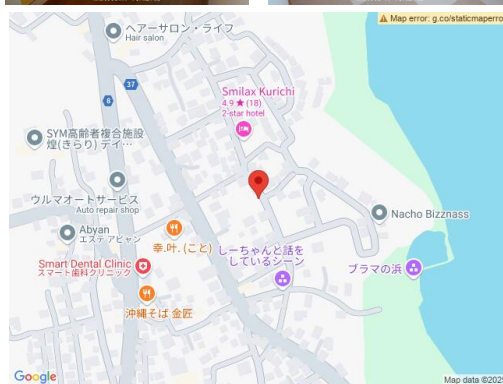 ヘアーサロン・ライフ
Hair salon
Map error: g.co/staticmaperro
37
8
Smilax Kurichi
4.9 ★ (18)
2-star hotel
SYM高齢者複合施設
煌(きらり) デイ…
ウルマオートサービス
Auto repair shop
Abyan
エステ アビヤン
幸.叶. (こと)
Nacho Bizznass
しーちゃんと話を
しているシーン
ブラマの浜
Smart Dental Clinic
スマート歯科クリニック
沖縄そば 金匠
Google
Map data ©202